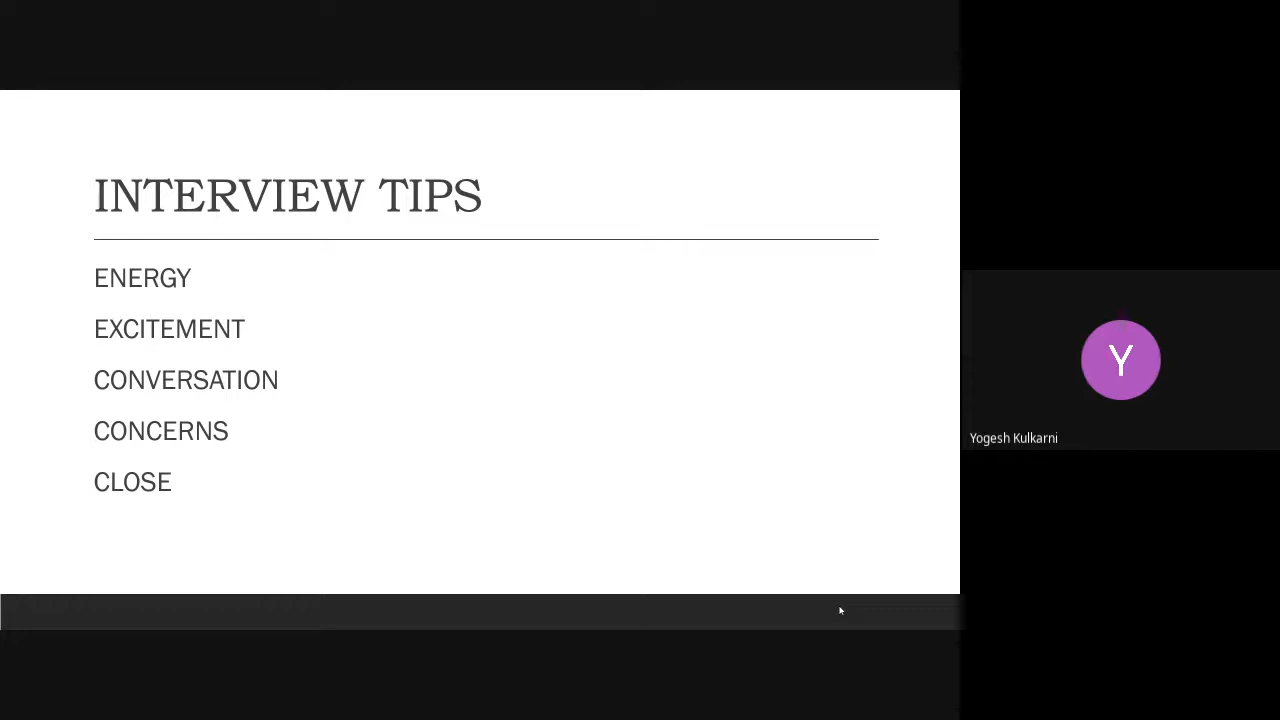 INTERVIEW TIPS
ENERGY
EXCITEMENT
CONVERSATION
CONCERNS
CLOSE
Y
Yogesh Kulkarni